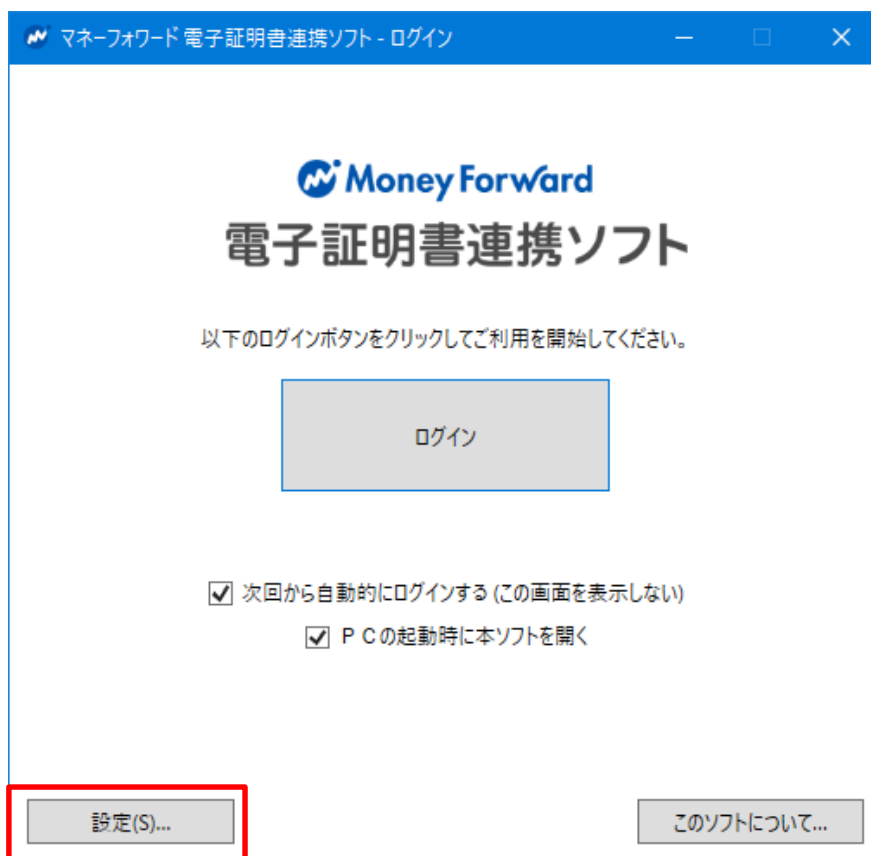 マネーフォワード 電子証明書連携ソフト - ログイン
Money Forward
電子証明書連携ソフト
以下のログインボタンをクリックしてご利用を開始してください。
ログイン
次回から自動的にログインする (この画面を表示しない)
ＰＣの起動時に本ソフトを開く
設定(S)...
このソフトについて...